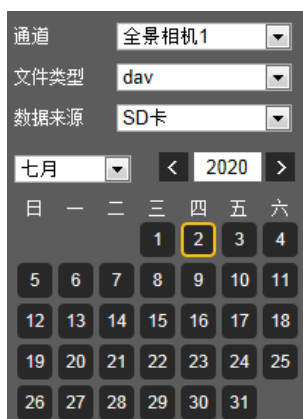 通道 全景相机1
文件类型 dav
数据来源 SD卡
七月 < 2020 >
日 一 二 三 四 五 六
1 2 3 4
5 6 7 8 9 10 11
12 13 14 15 16 17 18
19 20 21 22 23 24 25
26 27 28 29 30 31